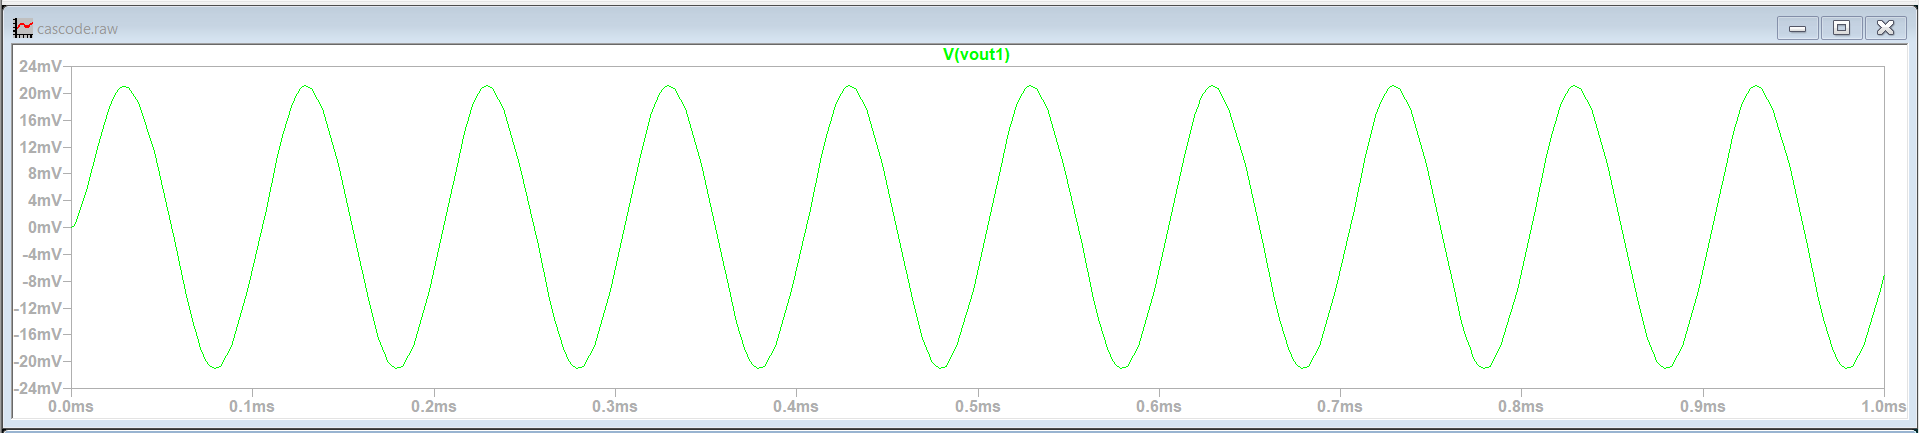 cascode.raw
V(vout1)
24mV
20mV
16mV
12mV
8mV
4mV
0mV
-4mV
-8mV
-12mV
-16mV
-20mV
-24mV
0.0ms 0.1ms 0.2ms 0.3ms 0.4ms 0.5ms 0.6ms 0.7ms 0.8ms 0.9ms 1.0ms